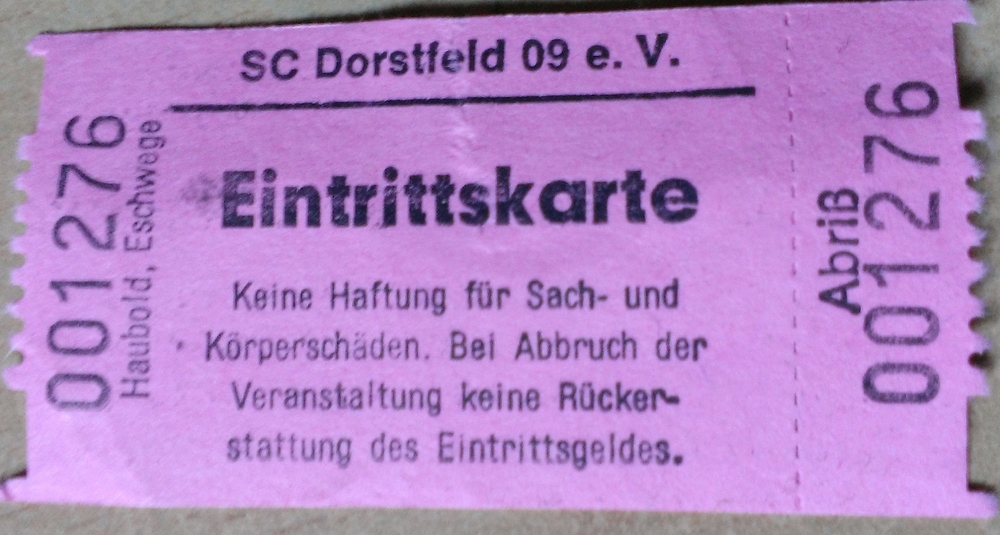 SC Dorstfeld 09 e. V.
Eintrittskarte
Keine Haftung für Sach- und
Körperschäden. Bei Abbruch der
Veranstaltung keine Rücker-
stattung des Eintrittsgeldes.
001276
Haubold, Eschwege
Abriß
001276